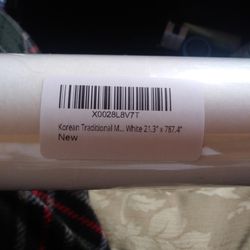 X0028L8V7T
Korean Traditional M... White 21.3" x 787.4"
New